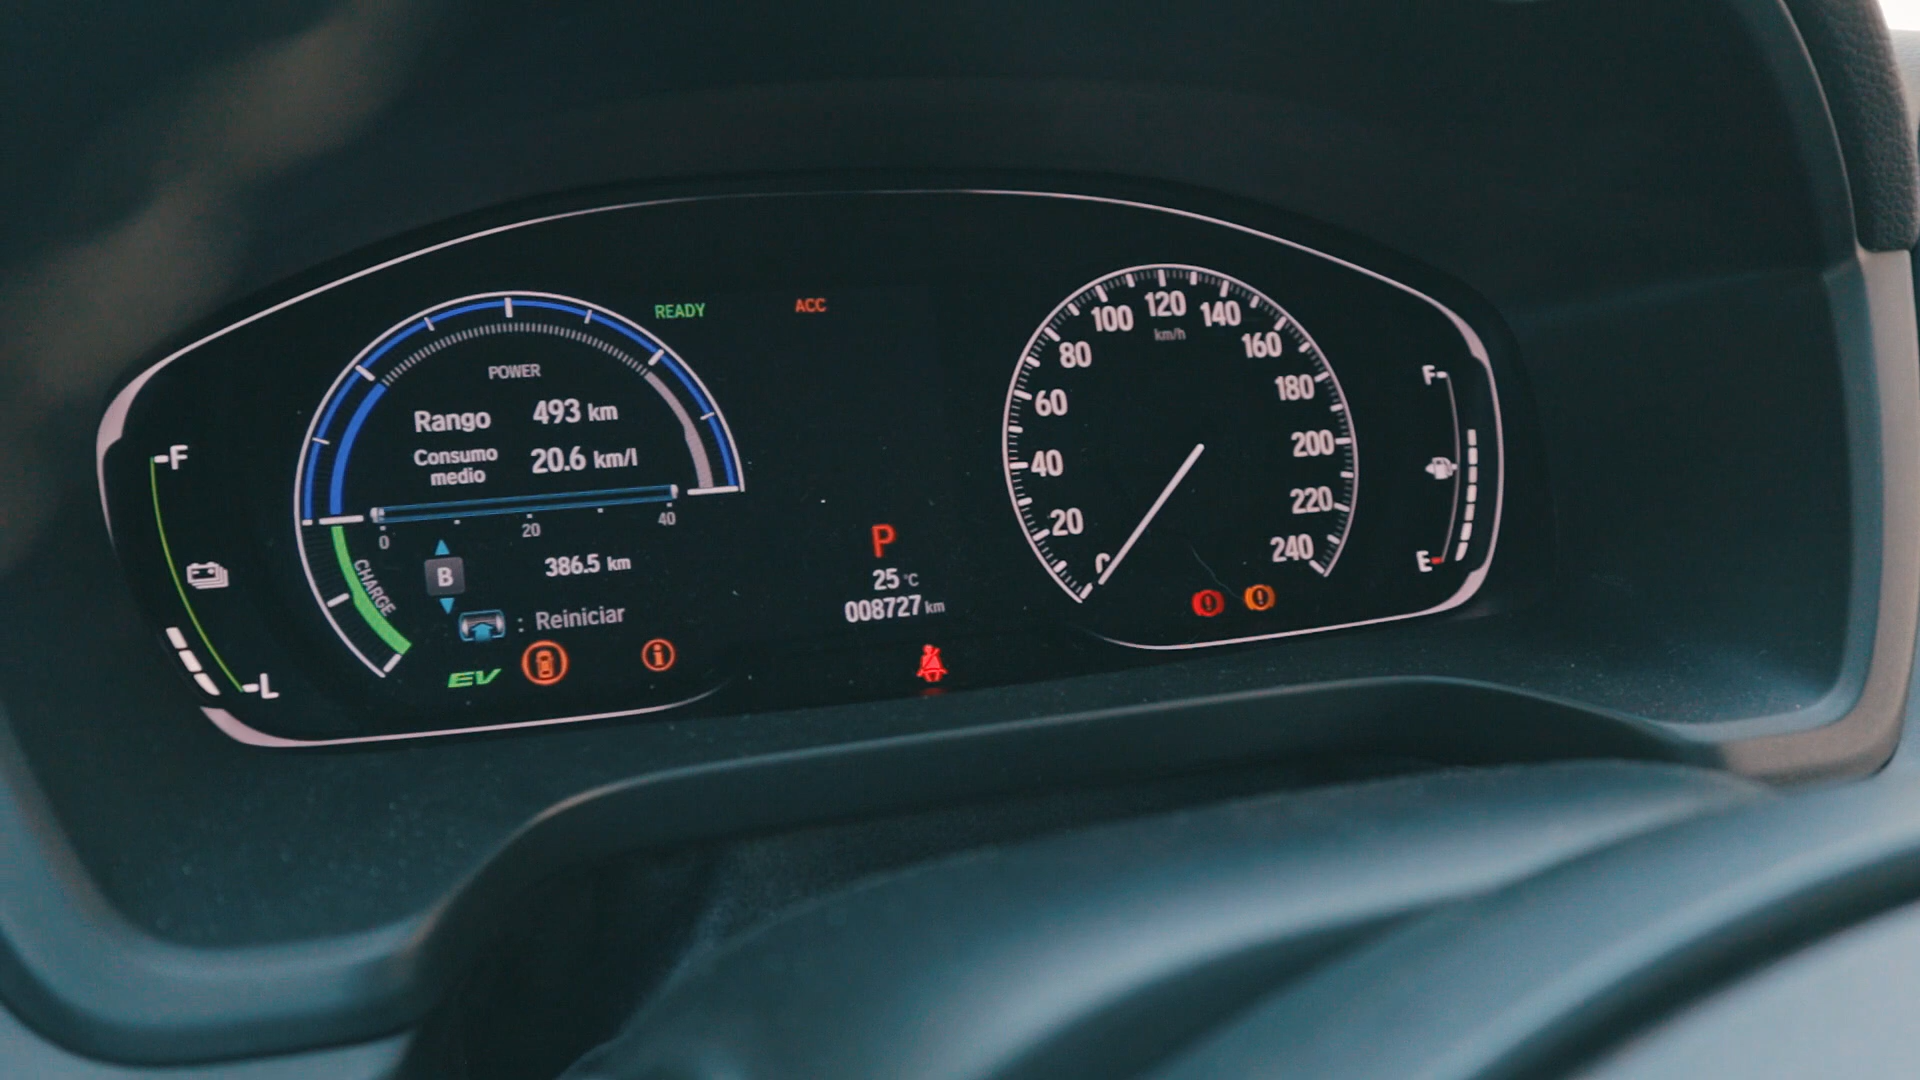 READY
ACC
POWER
Rango 493 km
Consumo
medio
20.6 km/l
0 20 40
B
386.5 km
: Reiniciar
CHARGE
EV
F
L
P
25 °C
008727 km
0
20
40
60
80
100
120
140
160
180
200
220
240
km/h
F
E